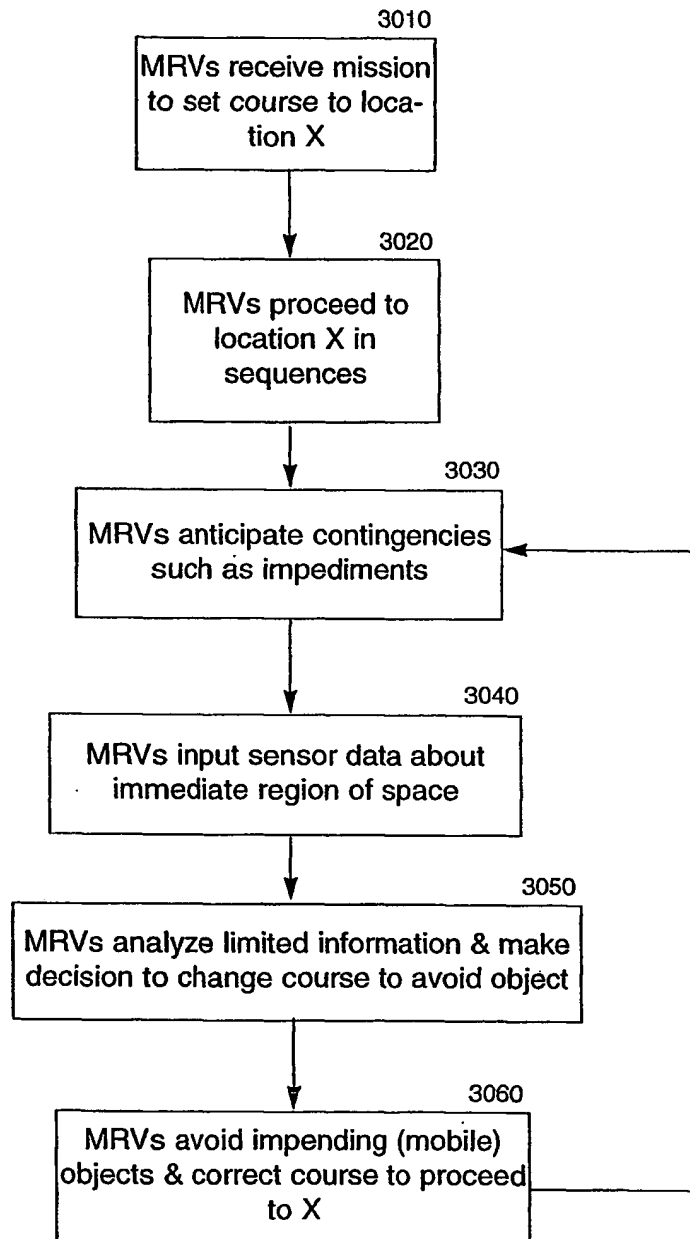 3010
MRVs receive mission
to set course to loca-
tion X
3020
MRVs proceed to
location X in
sequences
3030
MRVs anticipate contingencies
such as impediments
3040
MRVs input sensor data about
immediate region of space
3050
MRVs analyze limited information & make
decision to change course to avoid object
3060
MRVs avoid impending (mobile)
objects & correct course to proceed
to X